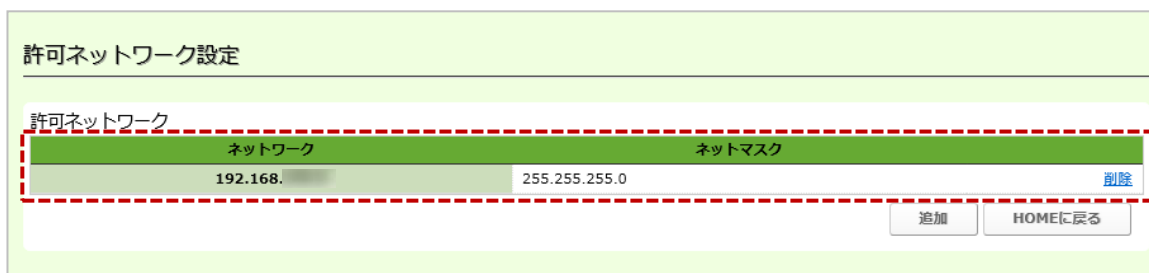 許可ネットワーク設定
許可ネットワーク
ネットワーク ネットマスク
192.168. 255.255.255.0 削除
追加 HOMEに戻る